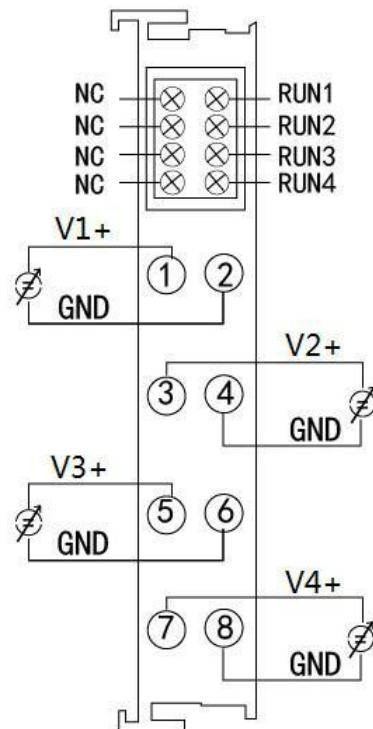 NC RUN1
NC RUN2
NC RUN3
NC RUN4
V1+
1 2
GND
V2+
3 4
GND
V3+
5 6
GND
V4+
7 8
GND